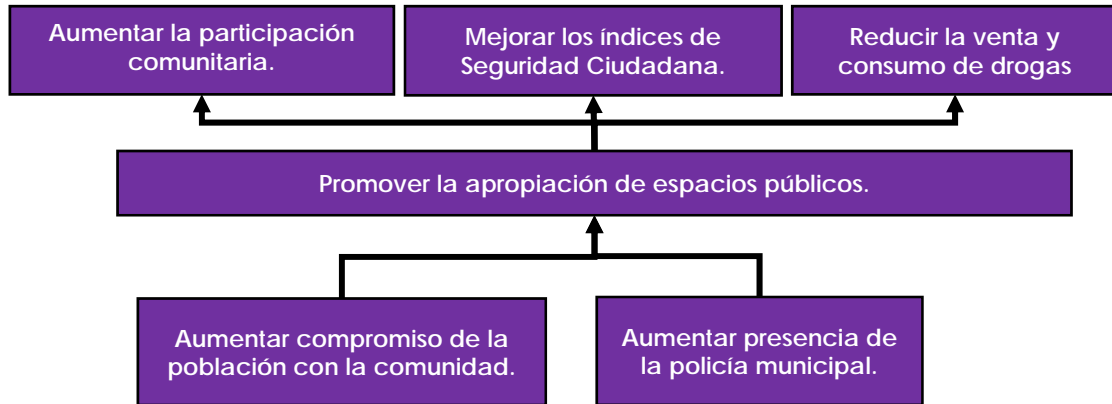 Aumentar la participación
comunitaria.
Mejorar los índices de
Seguridad Ciudadana.
Reducir la venta y
consumo de drogas
Promover la apropiación de espacios públicos.
Aumentar compromiso de la
población con la comunidad.
Aumentar presencia de
la policía municipal.